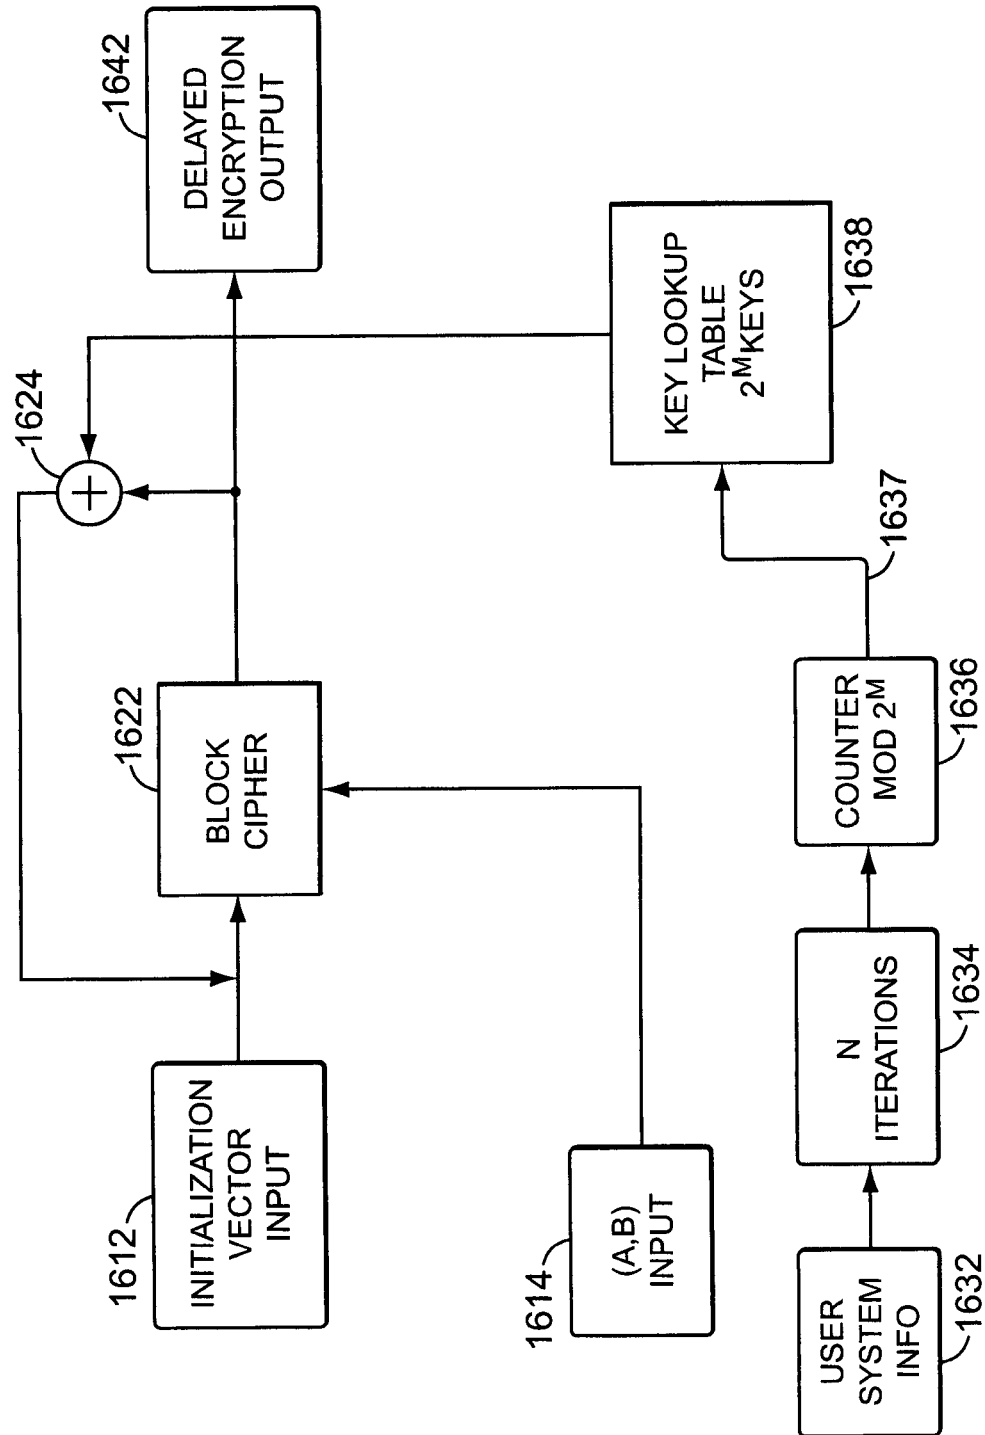 1612
INITIALIZATION
VECTOR
INPUT
1622
BLOCK
CIPHER
1624
+
1642
DELAYED
ENCRYPTION
OUTPUT
1614
(A,B)
INPUT
USER
SYSTEM
INFO
1632
N
ITERATIONS
1634
COUNTER
MOD 2^M
1636
1637
KEY LOOKUP
TABLE
2^M KEYS
1638